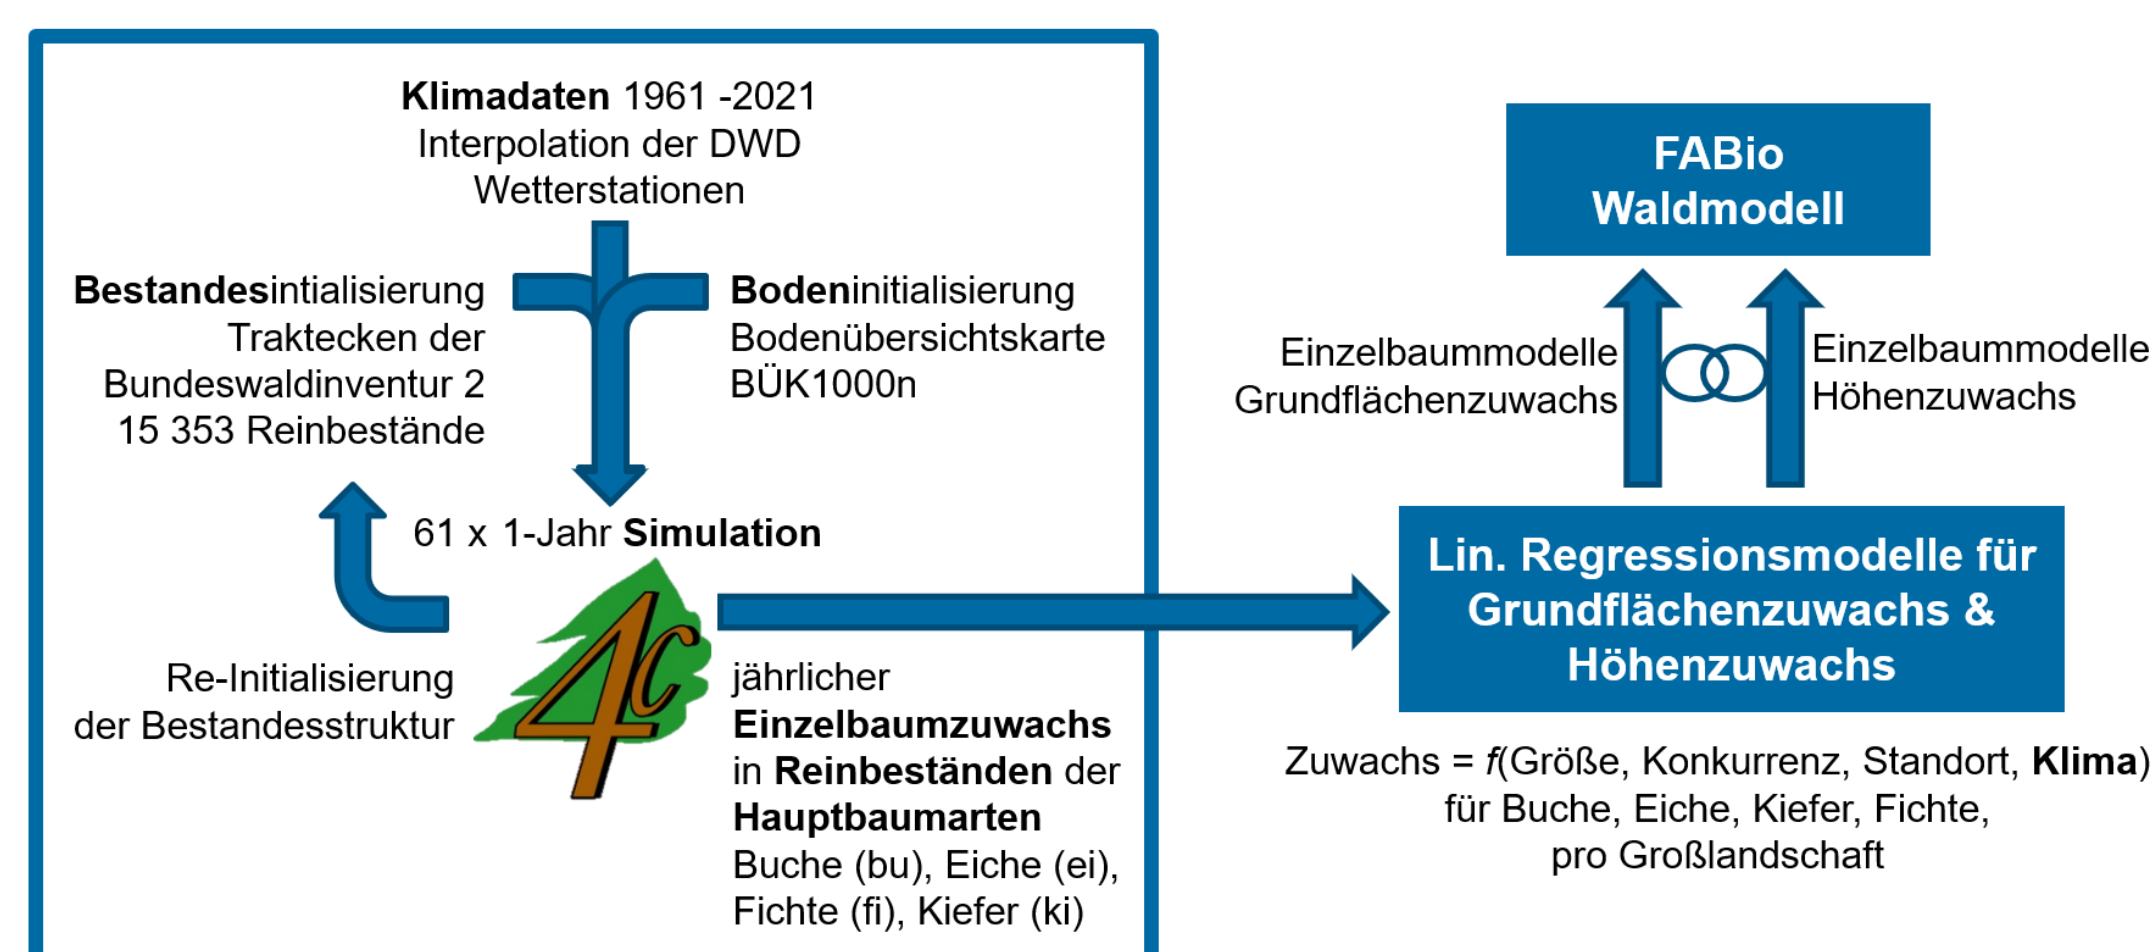 Klimadaten 1961 -2021
Interpolation der DWD
Wetterstationen
Bestandesintialisierung
Traktecken der
Bundeswaldinventur 2
15 353 Reinbestände
Bodeninitialisierung
Bodenübersichtskarte
BÜK1000n
61 x 1-Jahr Simulation
4c
Re-Initialisierung
der Bestandesstruktur
jährlicher
Einzelbaumzuwachs
in Reinbeständen der
Hauptbaumarten
Buche (bu), Eiche (ei),
Fichte (fi), Kiefer (ki)
FABio
Waldmodell
Einzelbaummodelle
Grundflächenzuwachs
Einzelbaummodelle
Höhenzuwachs
Lin. Regressionsmodelle für
Grundflächenzuwachs &
Höhenzuwachs
Zuwachs = f(Größe, Konkurrenz, Standort, Klima)
für Buche, Eiche, Kiefer, Fichte,
pro Großlandschaft